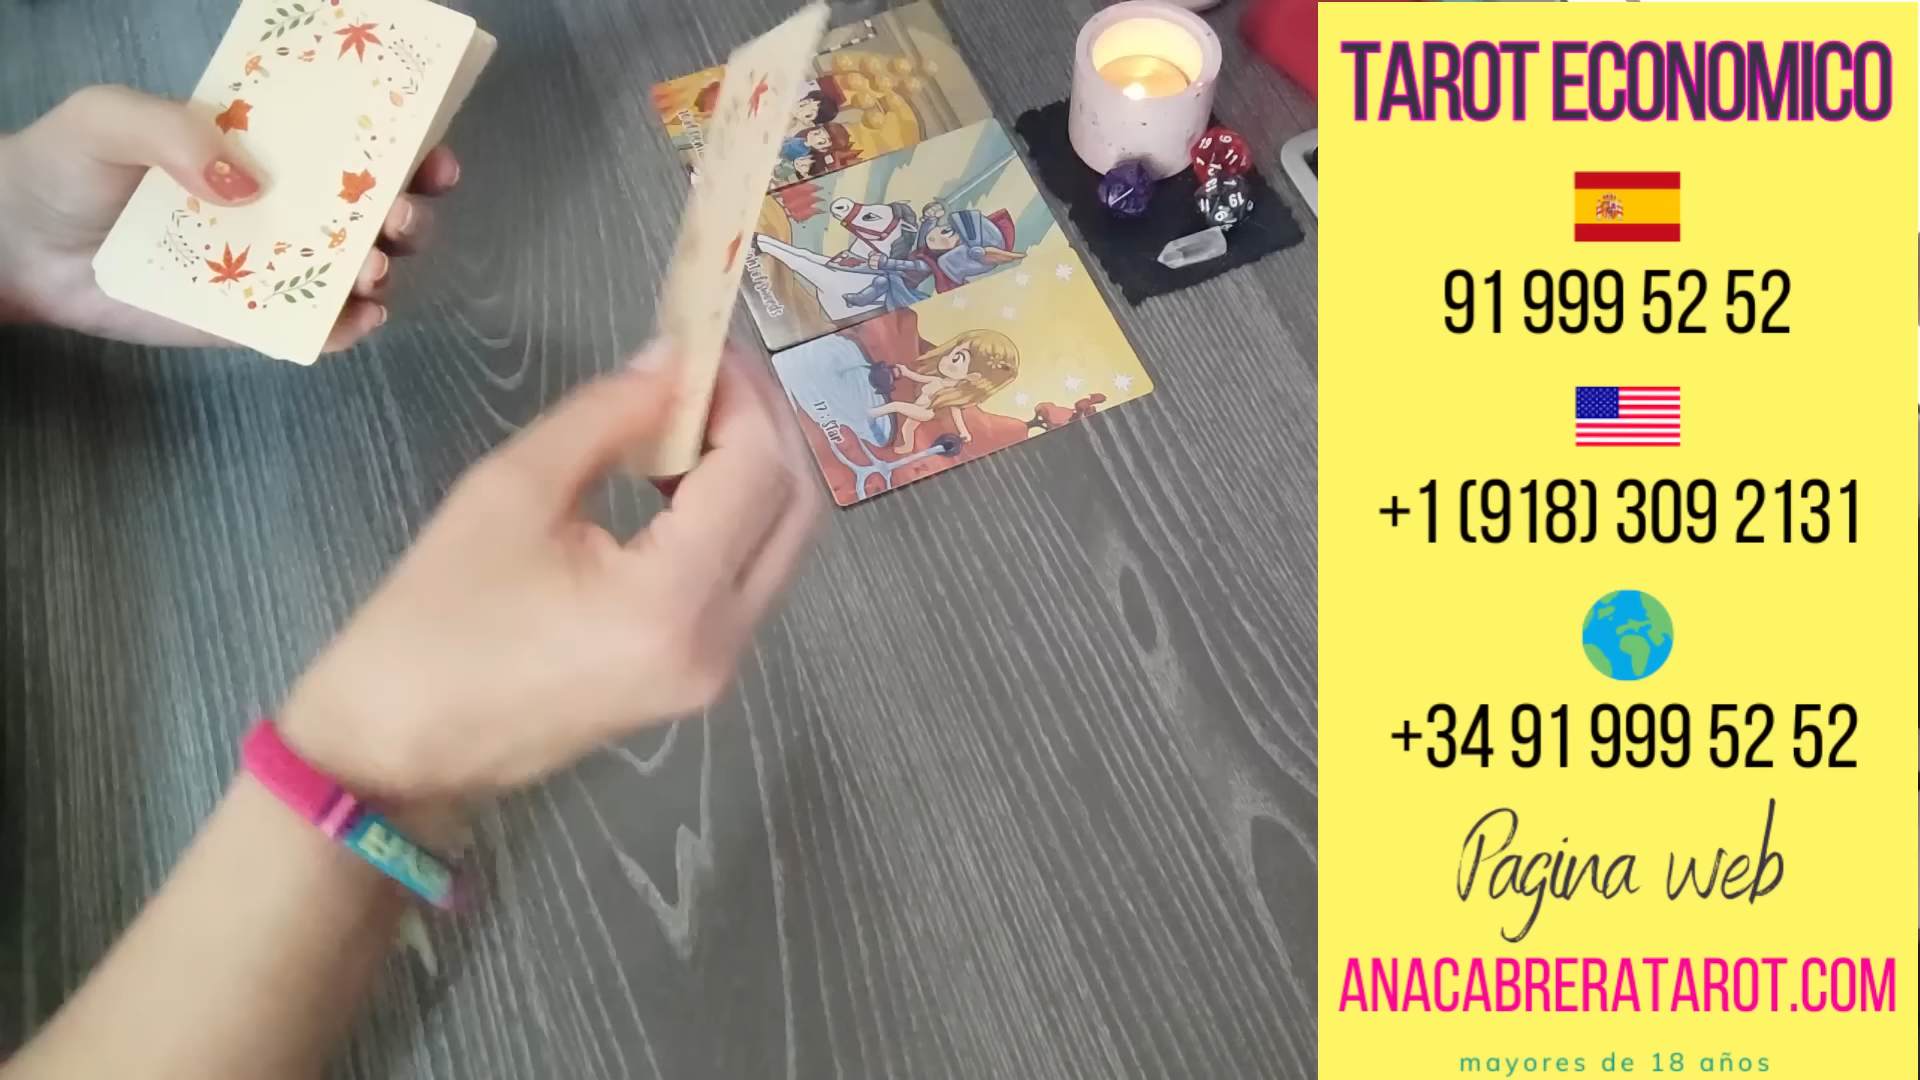 TAROT ECONOMICO
91 999 52 52
+1 (918) 309 2131
+34 91 999 52 52
Pagina web
ANACABRERATAROT.COM
mayores de 18 años
17 : Star